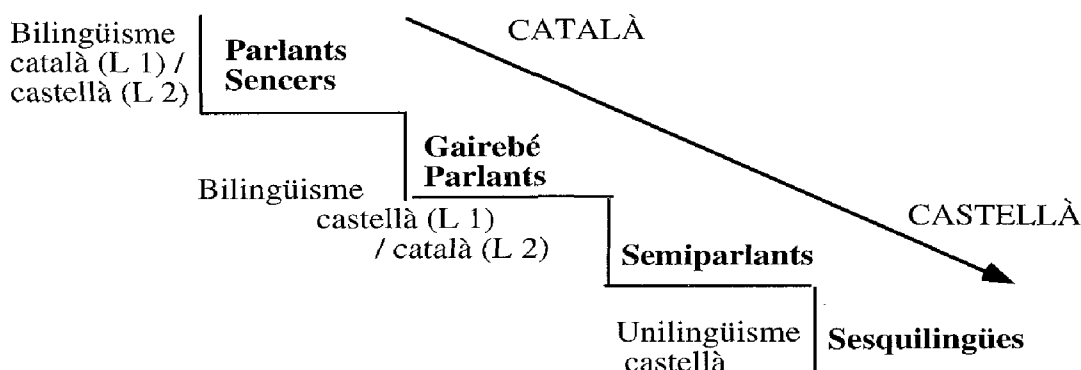 Bilingüisme
català (L 1) /
castellà (L 2)
Parlants
Sencers
CATALÀ
Gairebé
Parlants
Bilingüisme
castellà (L 1)
/ català (L 2)
CASTELLÀ
Semiparlants
Unilingüisme
castellà
Sesquilingües